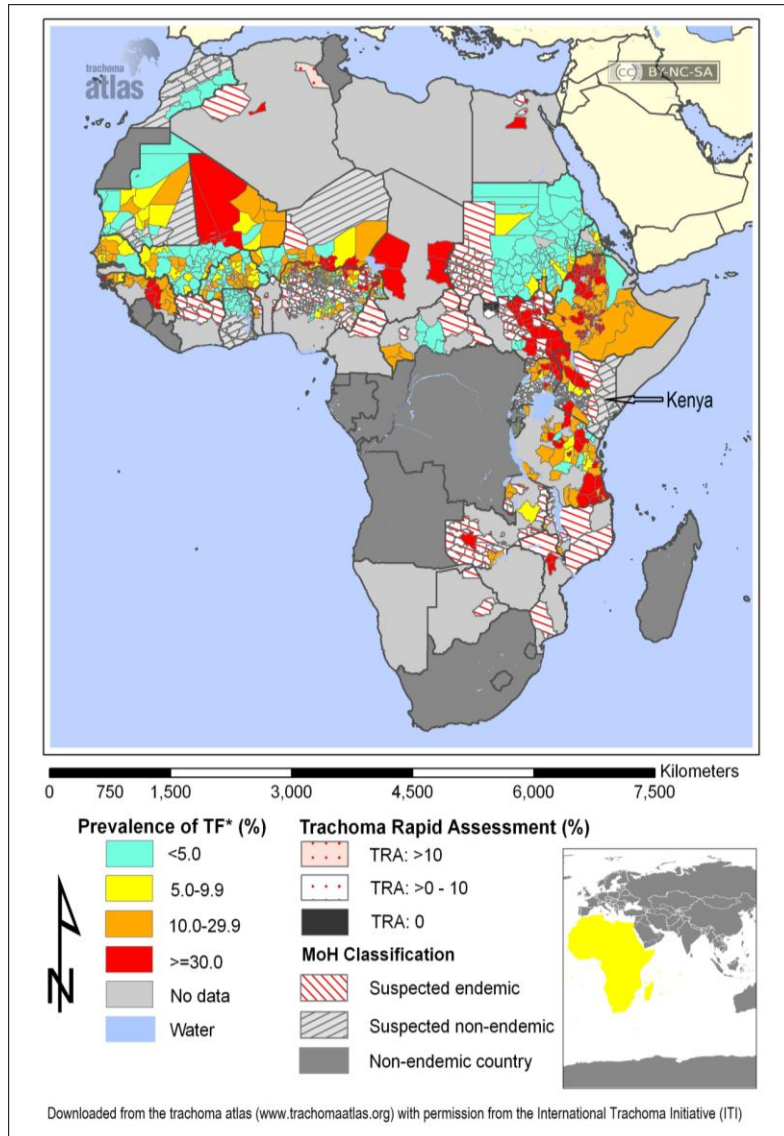 trachoma
atlas
cc BY-NC-SA
Kenya
Kilometers
0 750 1,500 3,000 4,500 6,000 7,500
Prevalence of TF* (%)
<5.0
5.0-9.9
10.0-29.9
>=30.0
No data
Water
N
Trachoma Rapid Assessment (%)
TRA: >10
TRA: >0 - 10
TRA: 0
MoH Classification
Suspected endemic
Suspected non-endemic
Non-endemic country
Downloaded from the trachoma atlas (www.trachomaatlas.org) with permission from the International Trachoma Initiative (ITI)